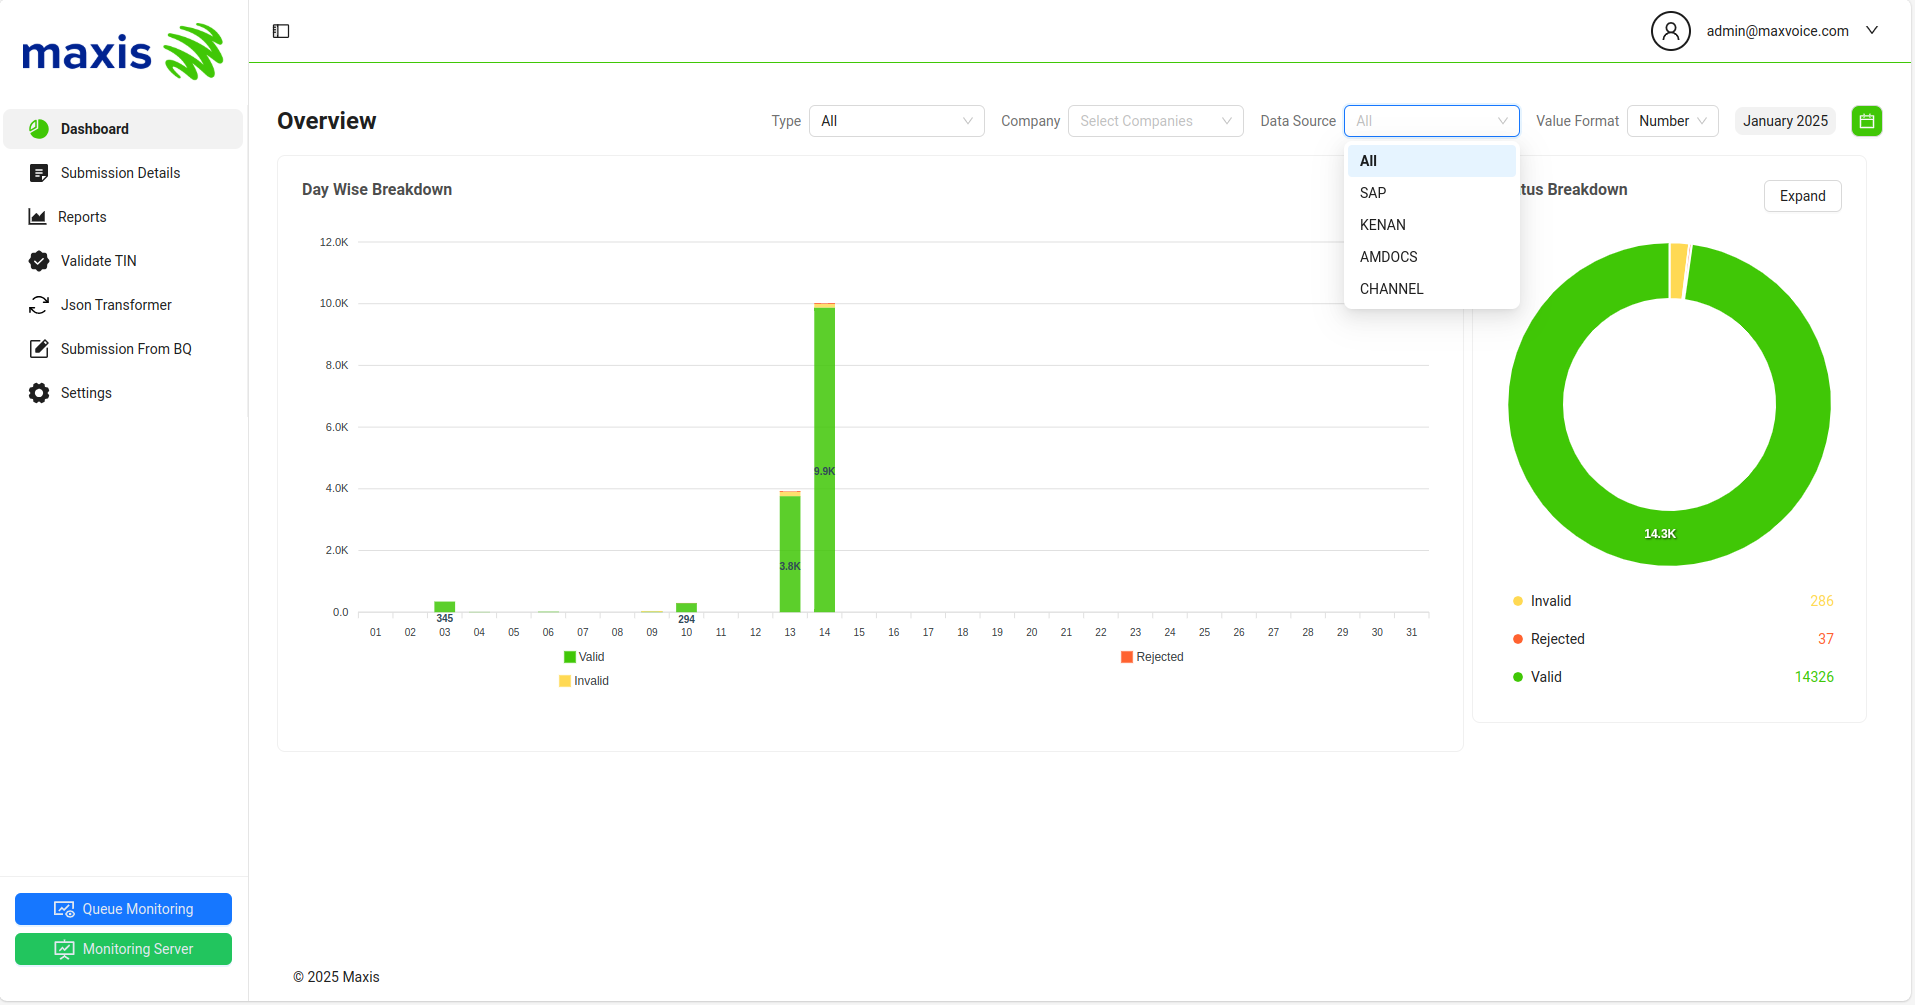 maxis
admin@maxvoice.com
Dashboard
Submission Details
Reports
Validate TIN
Json Transformer
Submission From BQ
Settings
Queue Monitoring
Monitoring Server
Overview
Type All Company Select Companies Data Source All Value Format Number January 2025
All
SAP
KENAN
AMDOCS
CHANNEL
Day Wise Breakdown
12.0K
10.0K
8.0K
6.0K
4.0K
2.0K
0.0
9.9K
3.8K
345
294
01 02 03 04 05 06 07 08 09 10 11 12 13 14 15 16 17 18 19 20 21 22 23 24 25 26 27 28 29 30 31
Valid Rejected
Invalid
tus Breakdown
Expand
14.3K
Invalid 286
Rejected 37
Valid 14326
© 2025 Maxis